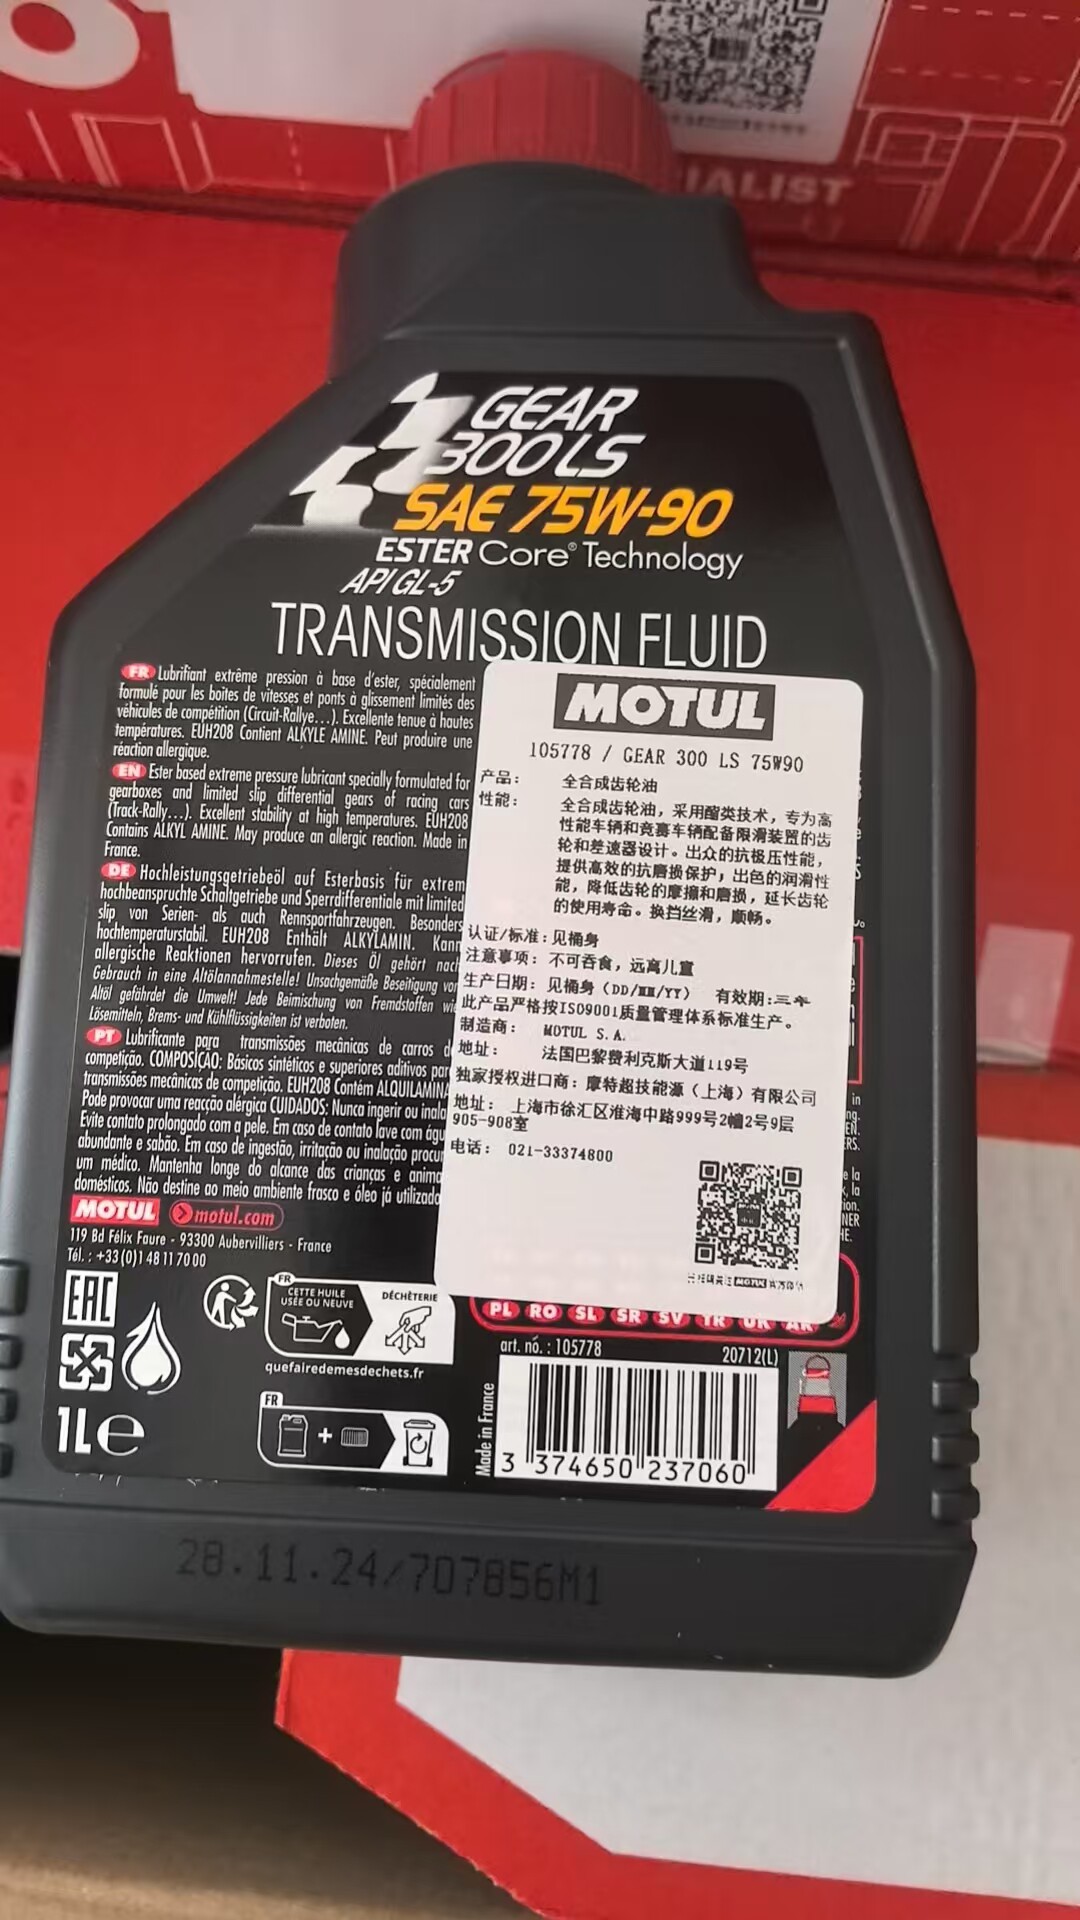 IALIST
GEAR
300 LS
SAE 75W-90
ESTER Core® Technology
API GL-5
TRANSMISSION FLUID
FR Lubrifiant extrême pression à base d'ester, spécialement
formulé pour les boîtes de vitesses et ponts à glissement limités des
véhicules de compétition (Circuit-Rallye...). Excellente tenue à hautes
températures. EUH208 Contient ALKYLE AMINE. Peut produire une
réaction allergique.
EN Ester based extreme pressure lubricant specially formulated for
gearboxes and limited slip differential gears of racing cars
(Track-Rally...). Excellent stability at high temperatures. EUH208
Contains ALKYL AMINE. May produce an allergic reaction. Made in
France.
DE Hochleistungsgetriebeöl auf Esterbasis für extrem
hochbeanspruchte Schaltgetriebe und Sperrdifferentiale mit limited
slip von Serien- als auch Rennsportfahrzeugen. Besonders
hochtemperaturstabil. EUH208 Enthält ALKYLAMIN. Kann
allergische Reaktionen hervorrufen. Dieses Öl gehört nach
Gebrauch in eine Altölannahmestelle! Unsachgemäße Beseitigung von
Altöl gefährdet die Umwelt! Jede Beimischung von Fremdstoffen wie
Lösemitteln, Brems- und Kühlflüssigkeiten ist verboten.
PT Lubrificante para transmissões mecânicas de carros d
competição. COMPOSIÇÃO: Básicos sintéticos e superiores aditivos par
transmissões mecânicas de competição. EUH208 Contém ALQUILAMINA
Pode provocar uma reacção alérgica CUIDADOS: Nunca ingerir ou inala
Evite contato prolongado com a pele. Em caso de contato lave com águ
abundante e sabão. Em caso de ingestão, irritação ou inalação procur
um médico. Mantenha longe do alcance das crianças e anima
domésticos. Não destine ao meio ambiente frasco e óleo já utilizado
MOTUL motul.com
119 Bd Félix Faure - 93300 Aubervilliers - France
Tél. : +33(0)1 48 11 70 00
MOTUL
105778 / GEAR 300 LS 75W90
产品： 全合成齿轮油
性能： 全合成齿轮油，采用酯类技术，专为高
性能车辆和竞赛车辆配备限滑装置的齿
轮和差速器设计。出众的抗极压性能，
提供高效的抗磨损保护，出色的润滑性
能，降低齿轮的摩擦和磨损，延长齿轮
的使用寿命。换挡丝滑，顺畅。
认证/标准：见桶身
注意事项： 不可吞食，远离儿童
生产日期： 见桶身（DD/MM/YY） 有效期：三年
此产品严格按ISO9001质量管理体系标准生产。
制造商： MOTUL S.A.
地址： 法国巴黎费利克斯大道119号
独家授权进口商：摩特超技能源（上海）有限公司
地址： 上海市徐汇区淮海中路999号2幢2号9层
905-908室
电话： 021-33374800
EAC
FR
CETTE HUILE
USÉE OU NEUVE
DÉCHÈTERIE
quefairedemesdechets.fr
FR
1L e
PL RO SL SR SV TR UK AR
art. no. : 105778 20712(L)
Made in France
3 374650 237060
28.11.24/707856M1